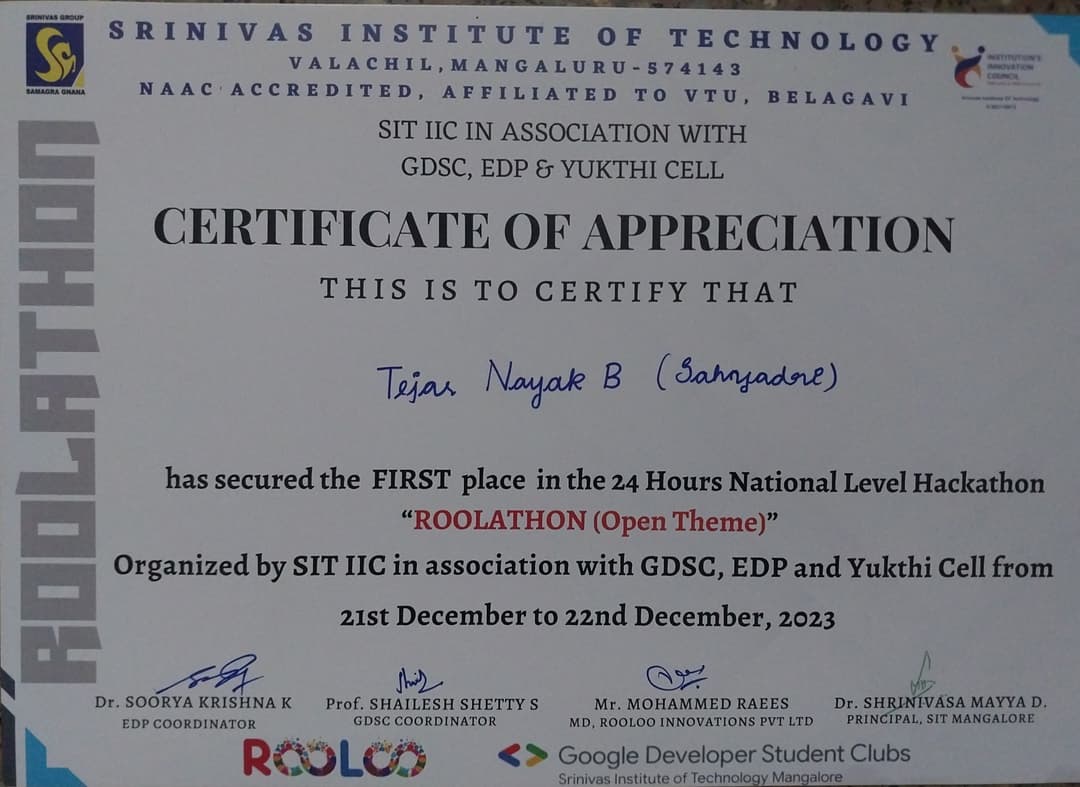 SRINIVAS GROUP
SAMAGRA GNANA
SRINIVAS INSTITUTE OF TECHNOLOGY
VALACHIL, MANGALURU-574143
NAAC ACCREDITED, AFFILIATED TO VTU, BELAGAVI
INSTITUTION'S
INNOVATION
COUNCIL
SIT IIC IN ASSOCIATION WITH
GDSC, EDP & YUKTHI CELL
ROOLATHON
CERTIFICATE OF APPRECIATION
THIS IS TO CERTIFY THAT
Tejas Nayak B
has secured the FIRST place in the 24 Hours National Level Hackathon
“ROOLATHON (Open Theme)”
Organized by SIT IIC in association with GDSC, EDP and Yukthi Cell from
21st December to 22nd December, 2023
Dr. SOORYA KRISHNA K
EDP COORDINATOR
Prof. SHAILESH SHETTY S
GDSC COORDINATOR
Mr. MOHAMMED RAEES
MD, ROOLOO INNOVATIONS PVT LTD
Dr. SHRINIVASA MAYYA D.
PRINCIPAL, SIT MANGALORE
ROOLOO
Google Developer Student Clubs
Srinivas Institute of Technology Mangalore